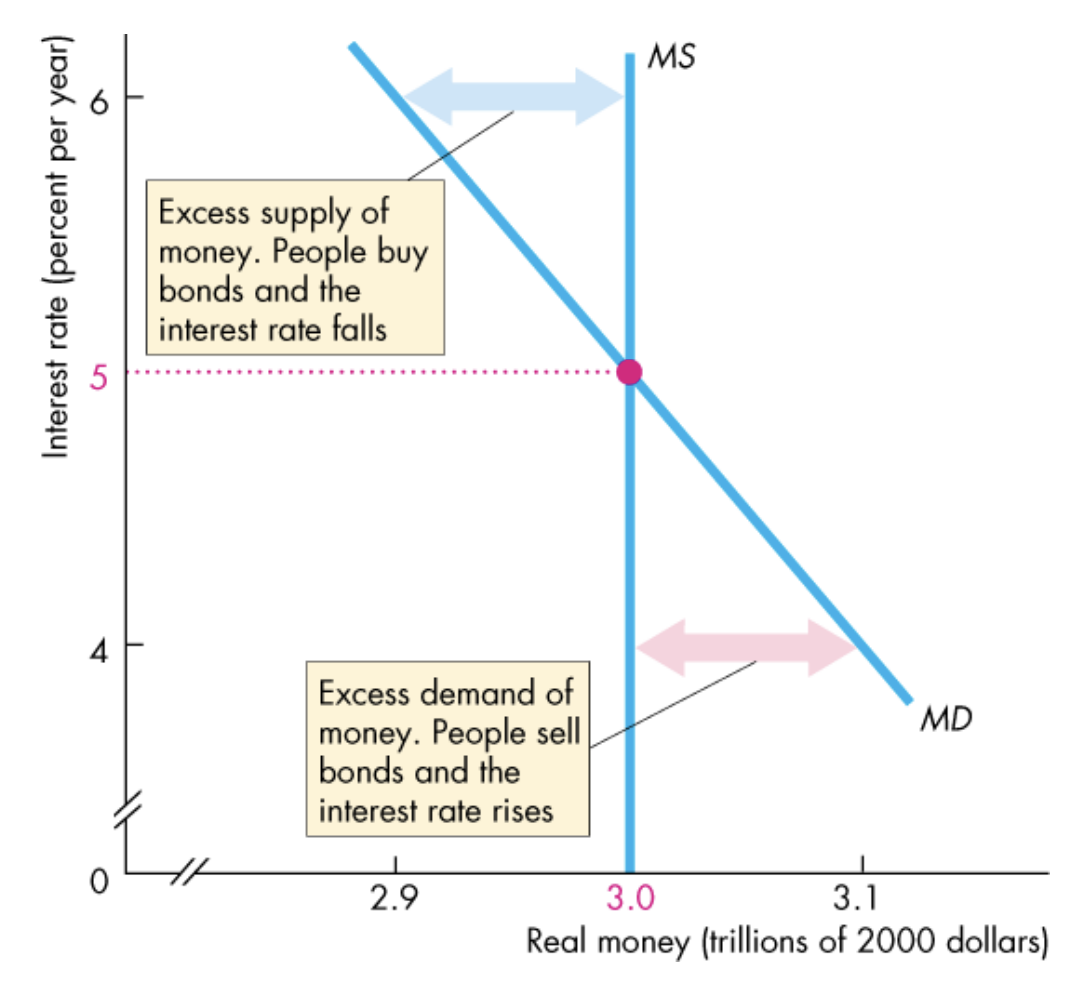 Interest rate (percent per year)
6
5
4
0
MS
Excess supply of
money. People buy
bonds and the
interest rate falls
Excess demand of
money. People sell
bonds and the
interest rate rises
MD
2.9
3.0
3.1
Real money (trillions of 2000 dollars)